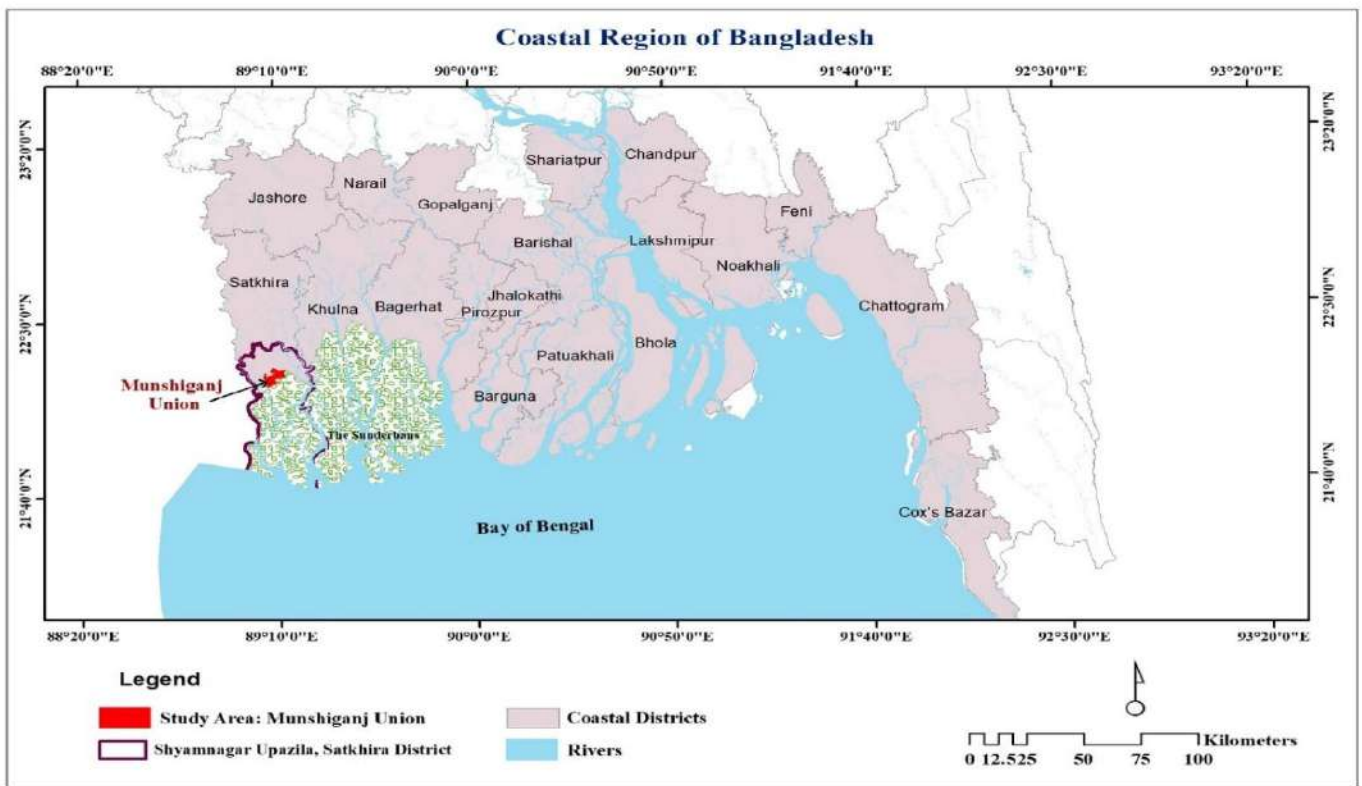 Coastal Region of Bangladesh
88°20'0"E 89°10'0"E 90°0'0"E 90°50'0"E 91°40'0"E 92°30'0"E 93°20'0"E
23°20'0"N
23°20'0"N
Shariatpur
Chandpur
Narail
Jashore
Gopalganj
Feni
Barishal
Lakshmipur
Noakhali
Satkhira
Jhalokathi
Khulna
Bagerhat
Pirozpur
Chattogram
22°30'0"N
22°30'0"N
Bhola
Patuakhali
Munshiganj
Union
Barguna
The Sunderbans
21°40'0"N
21°40'0"N
Cox's Bazar
Bay of Bengal
88°20'0"E 89°10'0"E 90°0'0"E 90°50'0"E 91°40'0"E 92°30'0"E 93°20'0"E
Legend
Study Area: Munshiganj Union
Coastal Districts
Shyamnagar Upazila, Satkhira District
Rivers
Kilometers
0 12.525 50 75 100